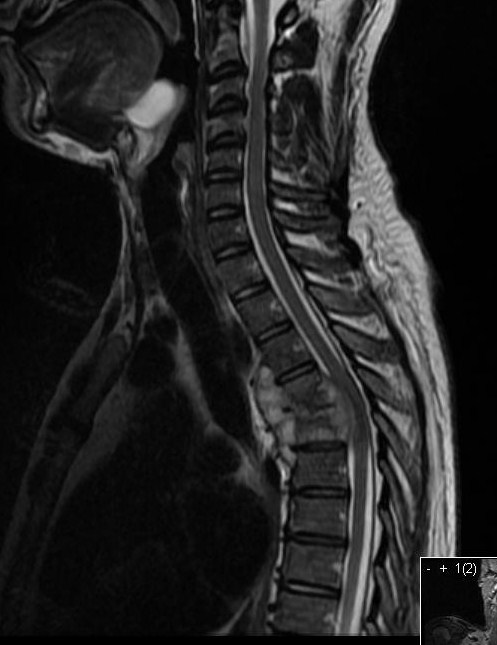 - + 1(2)